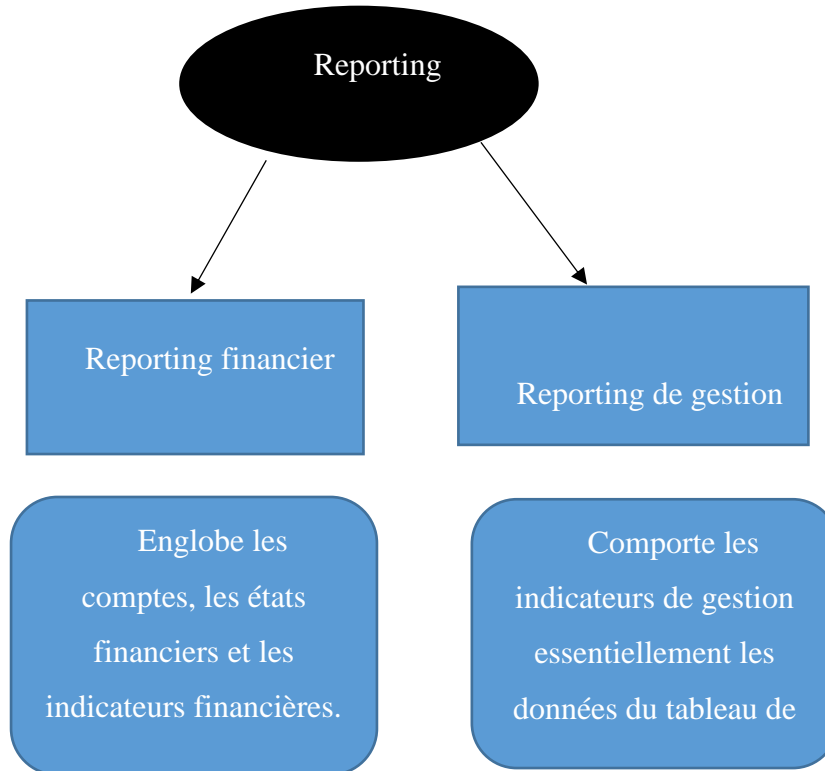 Reporting
Reporting financier
Reporting de gestion
Englobe les
comptes, les états
financiers et les
indicateurs financières.
Comporte les
indicateurs de gestion
essentiellement les
données du tableau de